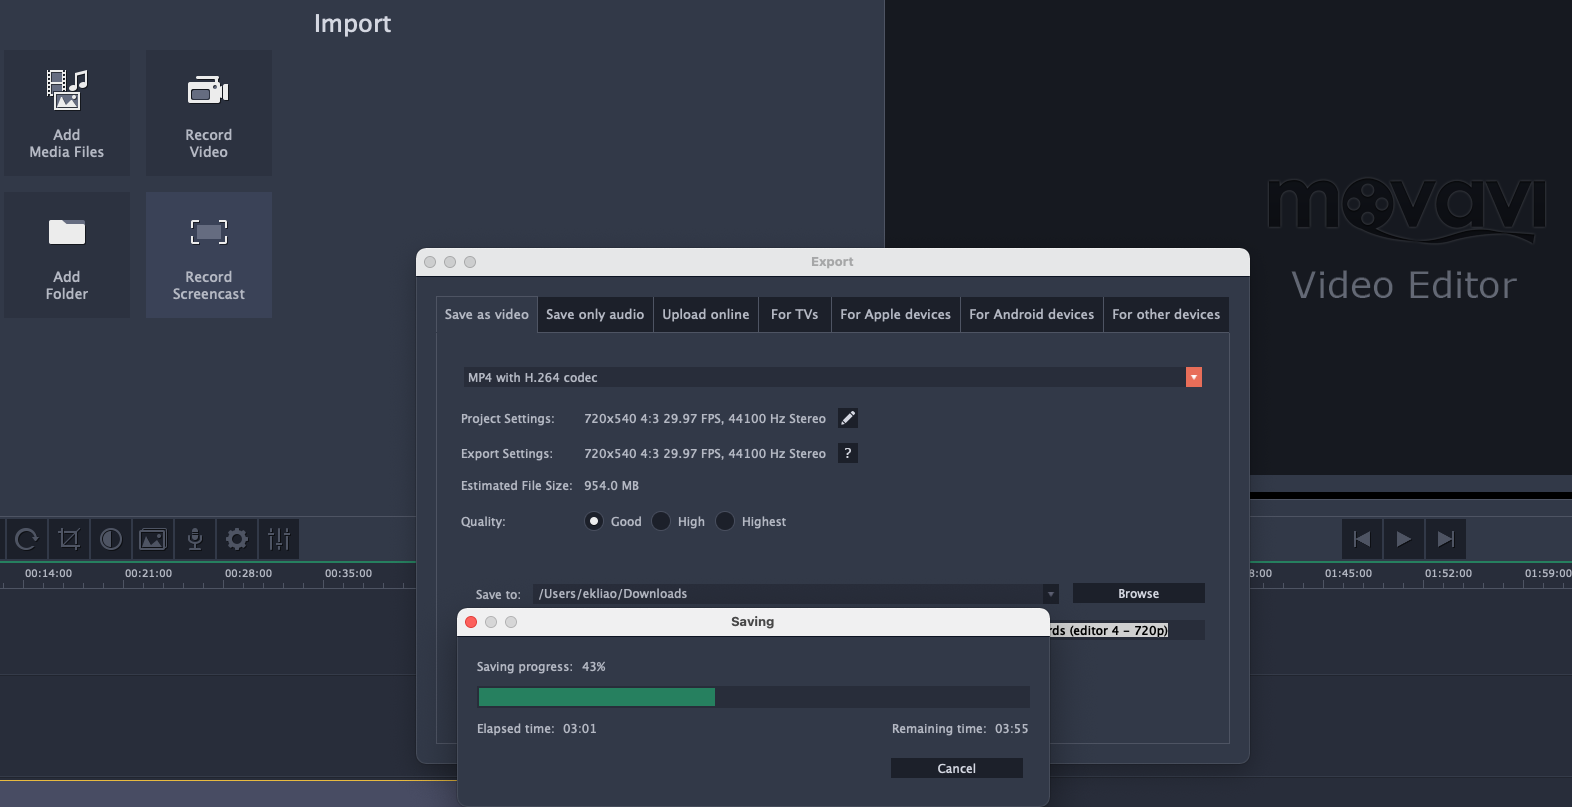 Import
Add
Media Files
Record
Video
Add
Folder
Record
Screencast
movavi
Video Editor
Export
Save as video
Save only audio
Upload online
For TVs
For Apple devices
For Android devices
For other devices
MP4 with H.264 codec
Project Settings: 720x540 4:3 29.97 FPS, 44100 Hz Stereo
Export Settings: 720x540 4:3 29.97 FPS, 44100 Hz Stereo ?
Estimated File Size: 954.0 MB
Quality: Good High Highest
00:14:00 00:21:00 00:28:00 00:35:00 8:00 01:45:00 01:52:00 01:59:00
Save to: /Users/ekliao/Downloads Browse
rds (editor 4 – 720p)
Saving
Saving progress: 43%
Elapsed time: 03:01 Remaining time: 03:55
Cancel